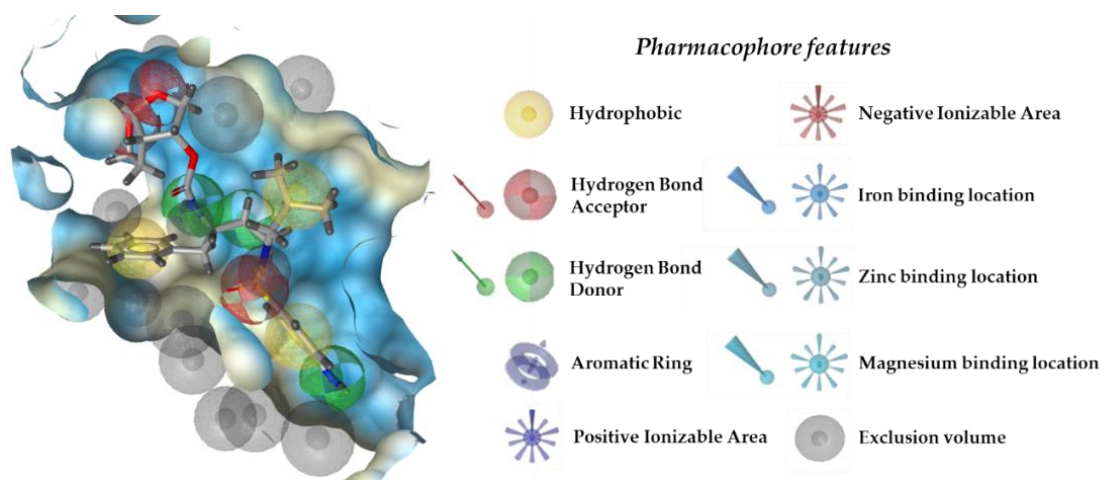 Pharmacophore features
Hydrophobic
Negative Ionizable Area
Hydrogen Bond
Acceptor
Iron binding location
Hydrogen Bond
Donor
Zinc binding location
Aromatic Ring
Magnesium binding location
Positive Ionizable Area
Exclusion volume